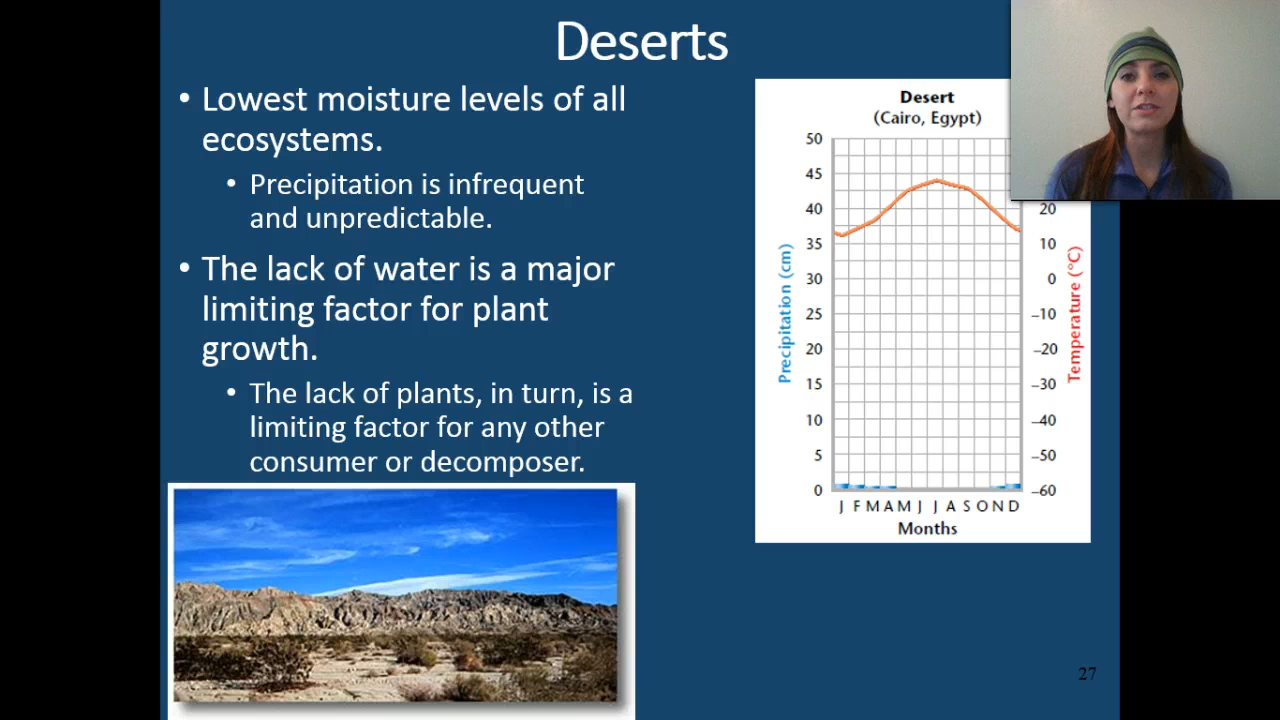 Deserts
• Lowest moisture levels of all
ecosystems.
• Precipitation is infrequent
and unpredictable.
• The lack of water is a major
limiting factor for plant
growth.
• The lack of plants, in turn, is a
limiting factor for any other
consumer or decomposer.
Desert
(Cairo, Egypt)
50
45
40
35
30
25
20
15
10
5
0
Precipitation (cm)
20
10
0
–10
–20
–30
–40
–50
–60
Temperature (°C)
J F M A M J J A S O N D
Months
27